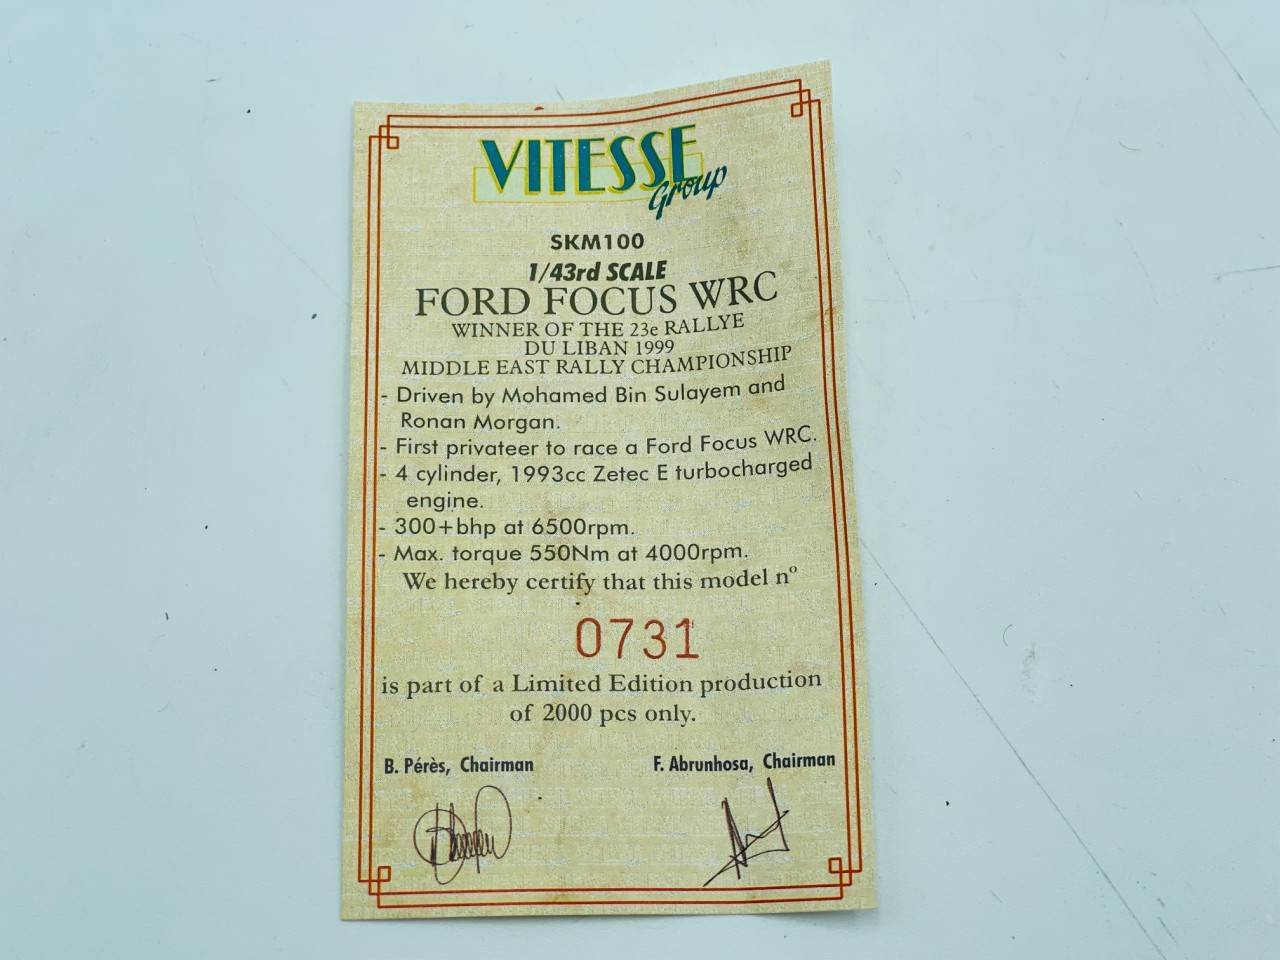 VITESSE
Group
SKM100
1/43rd SCALE
FORD FOCUS WRC
WINNER OF THE 23e RALLYE
DU LIBAN 1999
MIDDLE EAST RALLY CHAMPIONSHIP
- Driven by Mohamed Bin Sulayem and
Ronan Morgan.
- First privateer to race a Ford Focus WRC.
- 4 cylinder, 1993cc Zetec E turbocharged
engine.
- 300+bhp at 6500rpm.
- Max. torque 550Nm at 4000rpm.
We hereby certify that this model nº
0731
is part of a Limited Edition production
of 2000 pcs only.
B. Pérès, Chairman F. Abrunhosa, Chairman